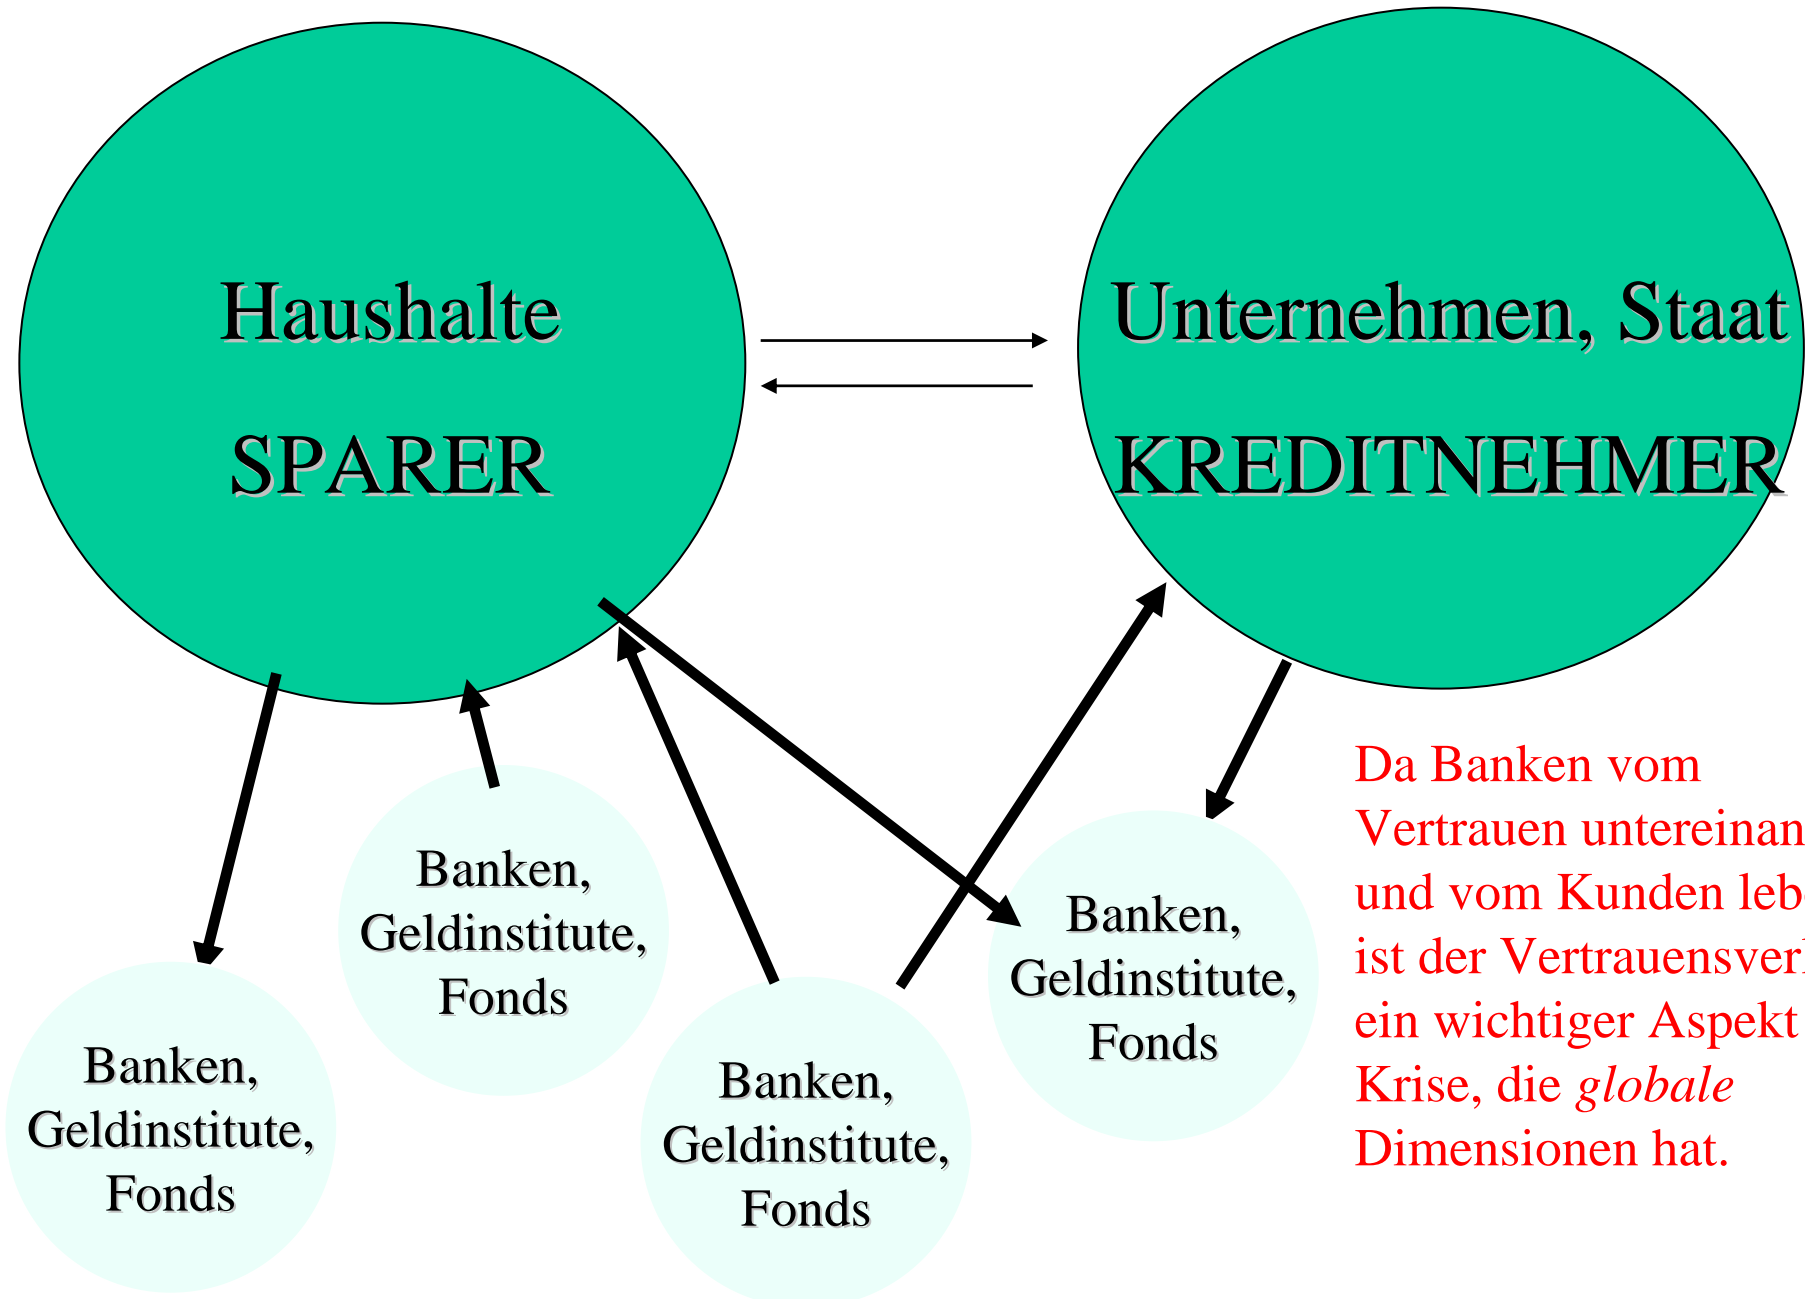 Haushalte
SPARER
Unternehmen, Staat
KREDITNEHMER
Banken,
Geldinstitute,
Fonds
Banken,
Geldinstitute,
Fonds
Banken,
Geldinstitute,
Fonds
Banken,
Geldinstitute,
Fonds
Da Banken vom
Vertrauen untereinan
und vom Kunden leb
ist der Vertrauensver
ein wichtiger Aspekt
Krise, die globale
Dimensionen hat.